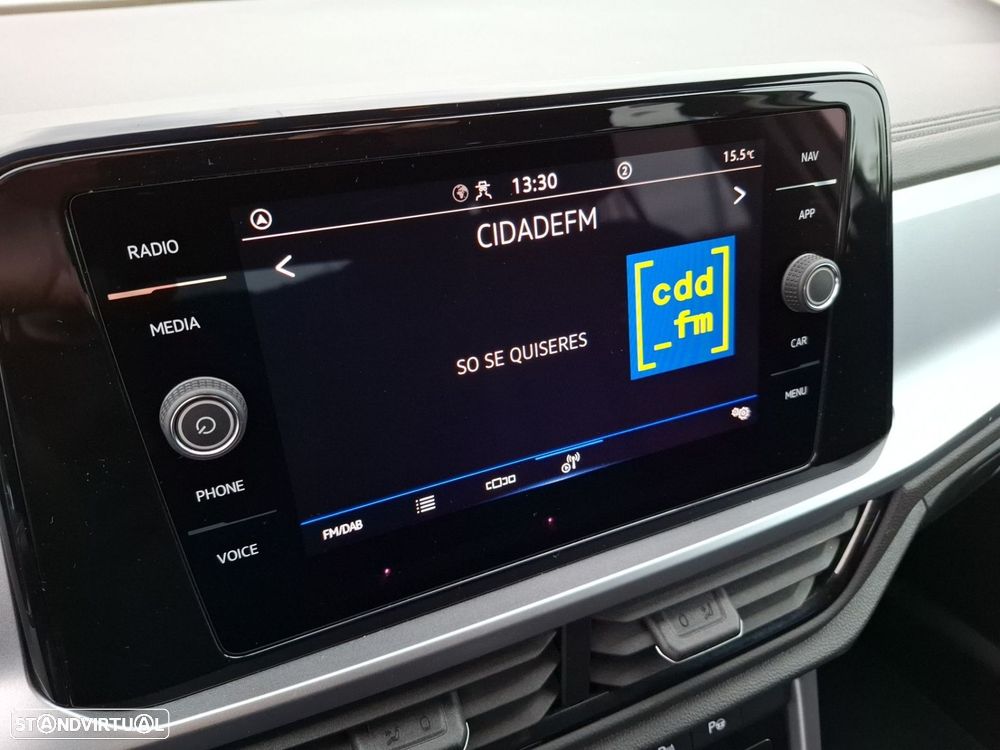 13:30
2
15.5°C
NAV
APP
CIDADEFM
RADIO
MEDIA
cdd
_fm
SO SE QUISERES
CAR
MENU
PHONE
VOICE
FM/DAB
STANDVIRTUAL
P